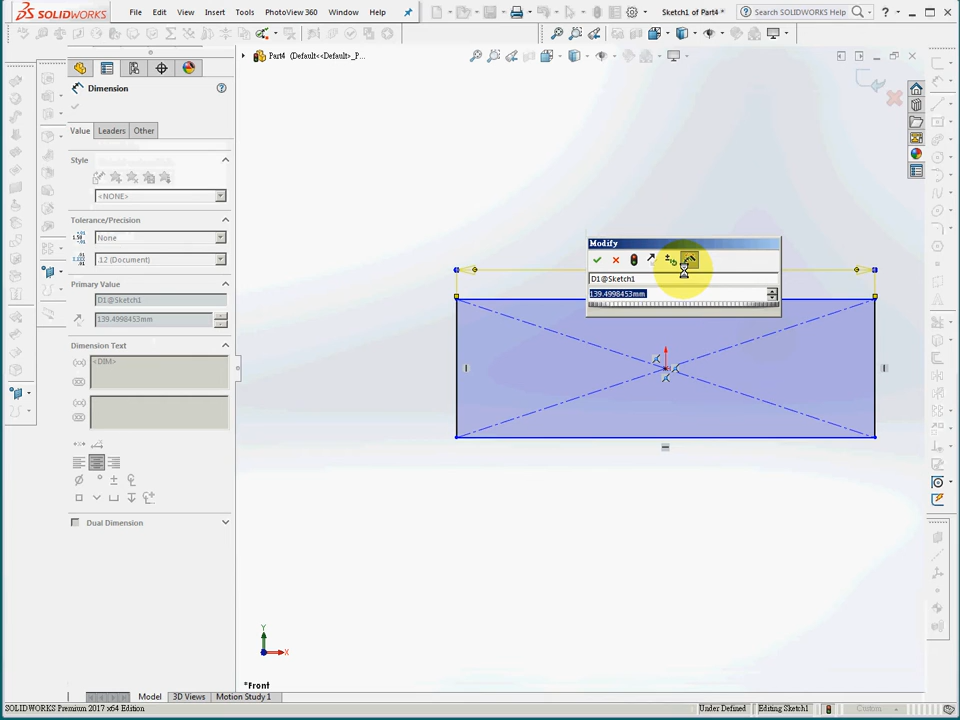 SOLIDWORKS File Edit View Insert Tools PhotoView 360 Window Help Sketch1 of Part4 * Search SOLIDWORKS Help
Part4 (Default<<Default>_P...
Dimension
Value Leaders Other
Style
<NONE>
Tolerance/Precision
None
.12 (Document)
Primary Value
D1@Sketch1
139.4998453mm
Dimension Text
<DIM>
Dual Dimension
Modify
D1@Sketch1
139.4998453mm
Y
X
*Front
Model 3D Views Motion Study 1
SOLIDWORKS Premium 2017 x64 Edition Under Defined Editing Sketch1 Custom